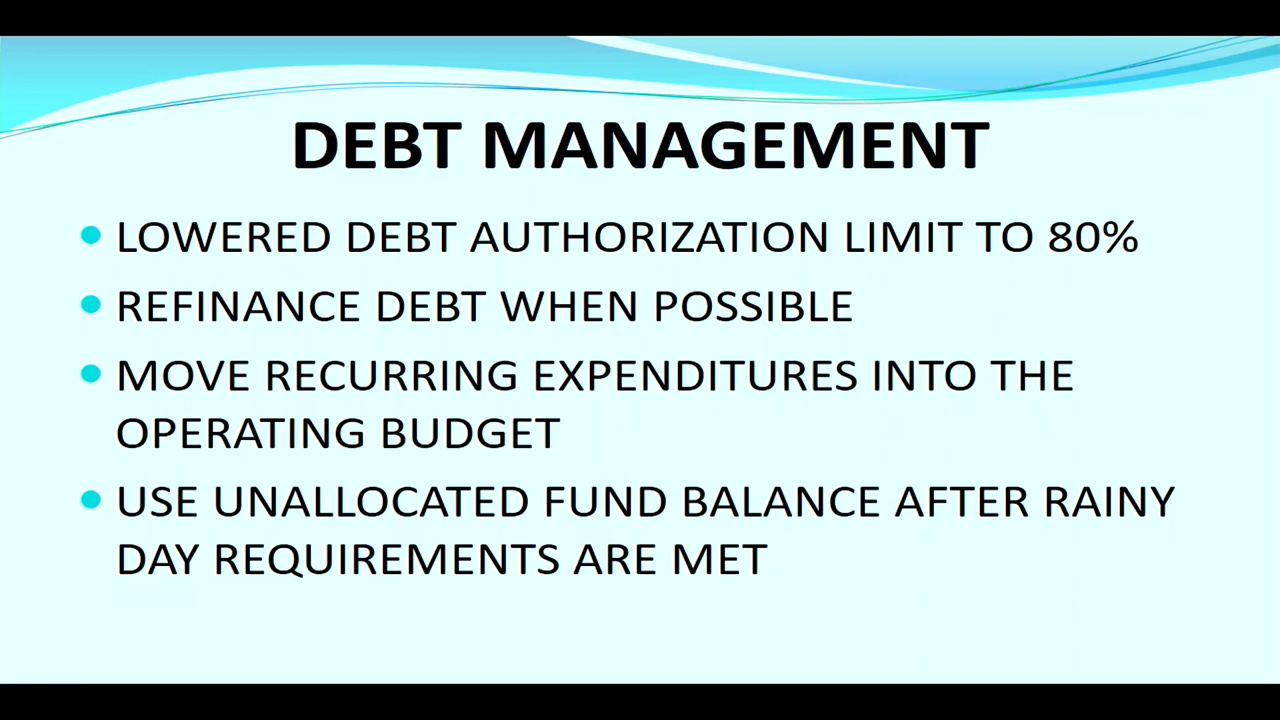 DEBT MANAGEMENT
LOWERED DEBT AUTHORIZATION LIMIT TO 80%
REFINANCE DEBT WHEN POSSIBLE
MOVE RECURRING EXPENDITURES INTO THE
OPERATING BUDGET
USE UNALLOCATED FUND BALANCE AFTER RAINY
DAY REQUIREMENTS ARE MET